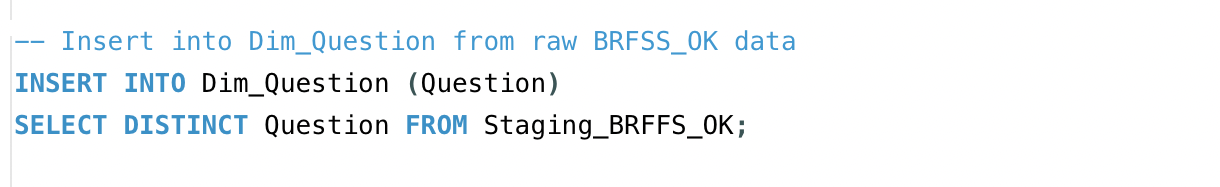 -- Insert into Dim_Question from raw BRFSS_OK data
INSERT INTO Dim_Question (Question)
SELECT DISTINCT Question FROM Staging_BRFFS_OK;